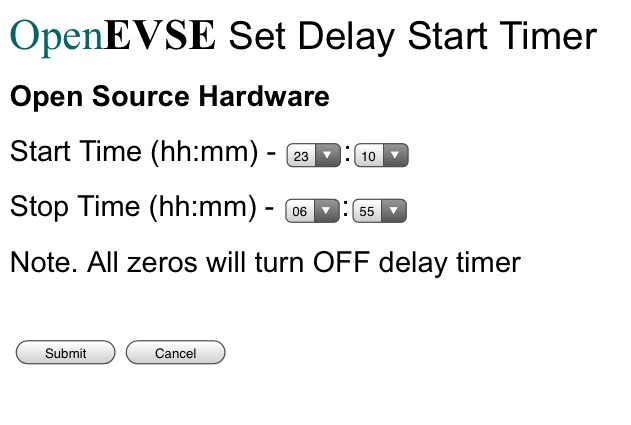 OpenEVSE Set Delay Start Timer
Open Source Hardware
Start Time (hh:mm) - 23 : 10
Stop Time (hh:mm) - 06 : 55
Note. All zeros will turn OFF delay timer
Submit Cancel